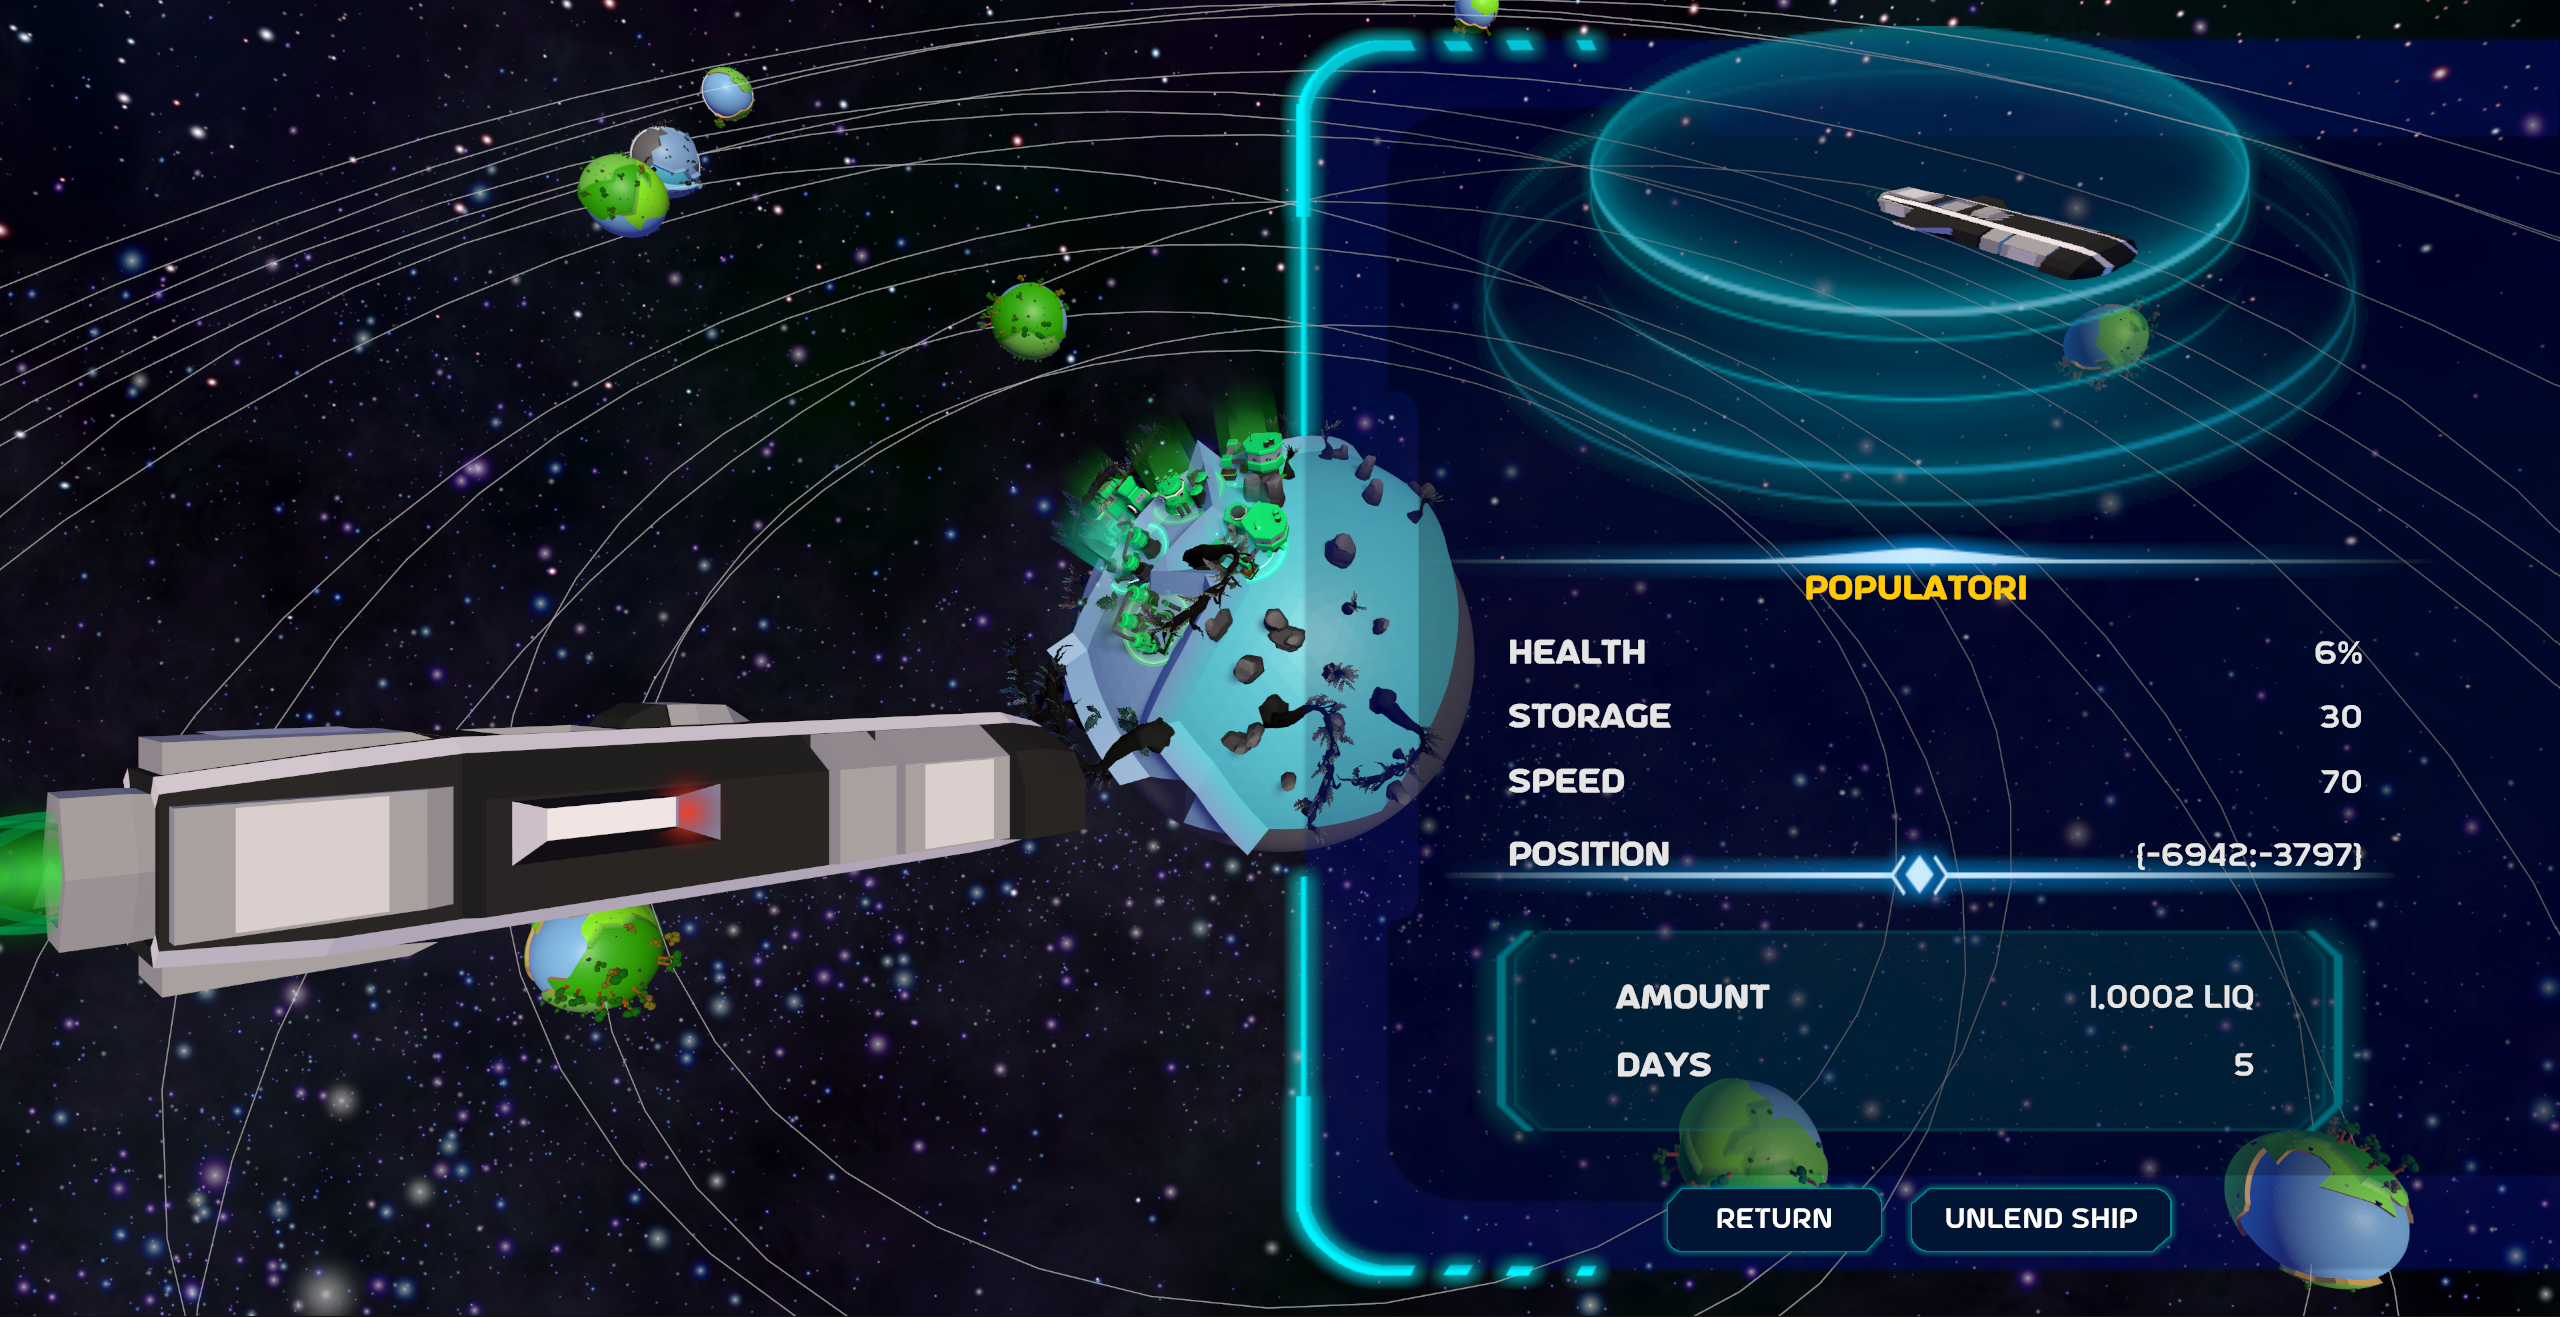 POPULATORI
HEALTH 6%
STORAGE 30
SPEED 70
POSITION {-6942:-3797}
AMOUNT 1.0002 LIQ
DAYS 5
RETURN UNLEND SHIP